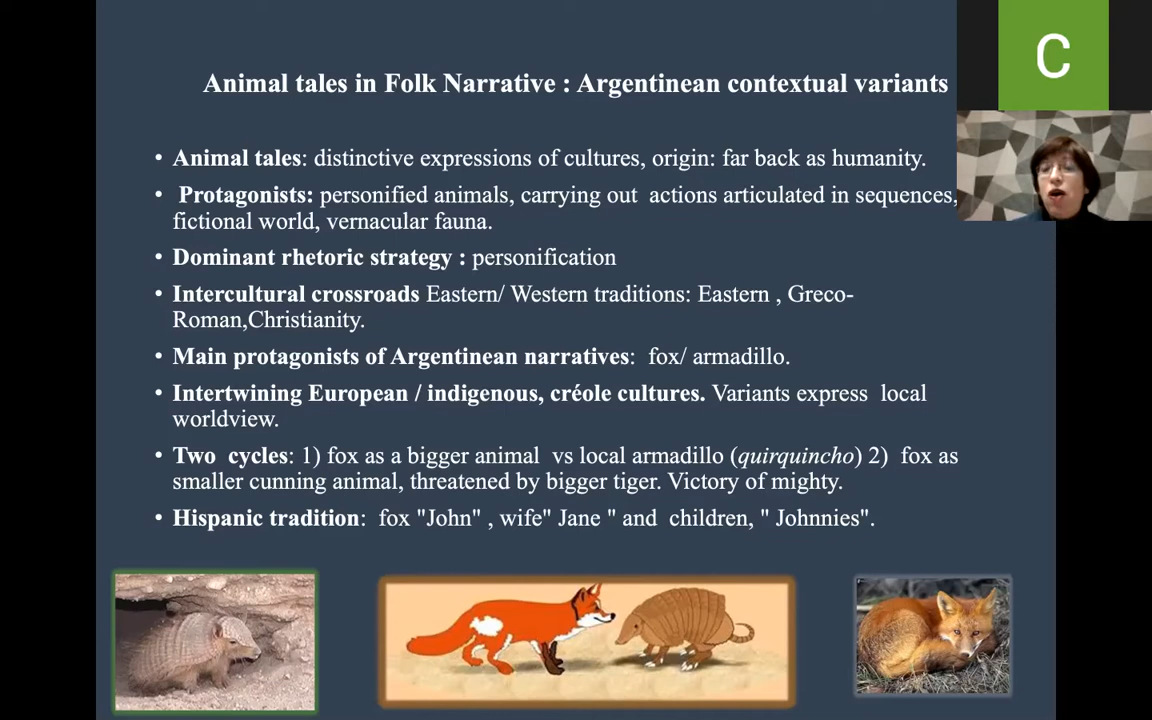 Animal tales in Folk Narrative : Argentinean contextual variants
C
• Animal tales: distinctive expressions of cultures, origin: far back as humanity.
• Protagonists: personified animals, carrying out actions articulated in sequences,
fictional world, vernacular fauna.
• Dominant rhetoric strategy : personification
• Intercultural crossroads Eastern/ Western traditions: Eastern , Greco-
Roman,Christianity.
• Main protagonists of Argentinean narratives: fox/ armadillo.
• Intertwining European / indigenous, créole cultures. Variants express local
worldview.
• Two cycles: 1) fox as a bigger animal vs local armadillo (quirquincho) 2) fox as
smaller cunning animal, threatened by bigger tiger. Victory of mighty.
• Hispanic tradition: fox "John" , wife" Jane " and children, " Johnnies".